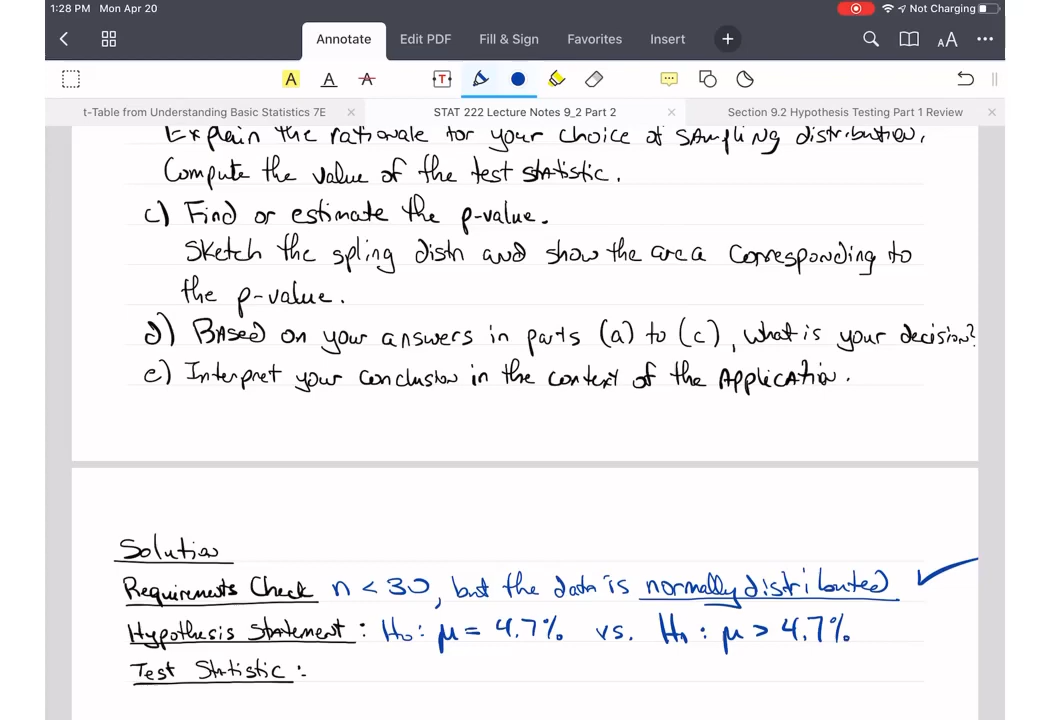 1:28 PM Mon Apr 20
Not Charging
Annotate Edit PDF Fill & Sign Favorites Insert
t-Table from Understanding Basic Statistics 7E STAT 222 Lecture Notes 9_2 Part 2 Section 9.2 Hypothesis Testing Part 1 Review
Explain the rationale for your choice of sampling distribution.
Compute the value of the test statistic.
c) Find or estimate the p-value.
Sketch the spling distn and show the area corresponding to
the p-value.
d) Based on your answers in parts (a) to (c), what is your decision?
e) Interpret your conclusion in the context of the application.
Solution
Requirements Check n < 30, but the data is normally distributed ✓
Hypothesis Statement : H₀ : μ = 4.7% vs. Hₐ : μ > 4.7%
Test Statistic :